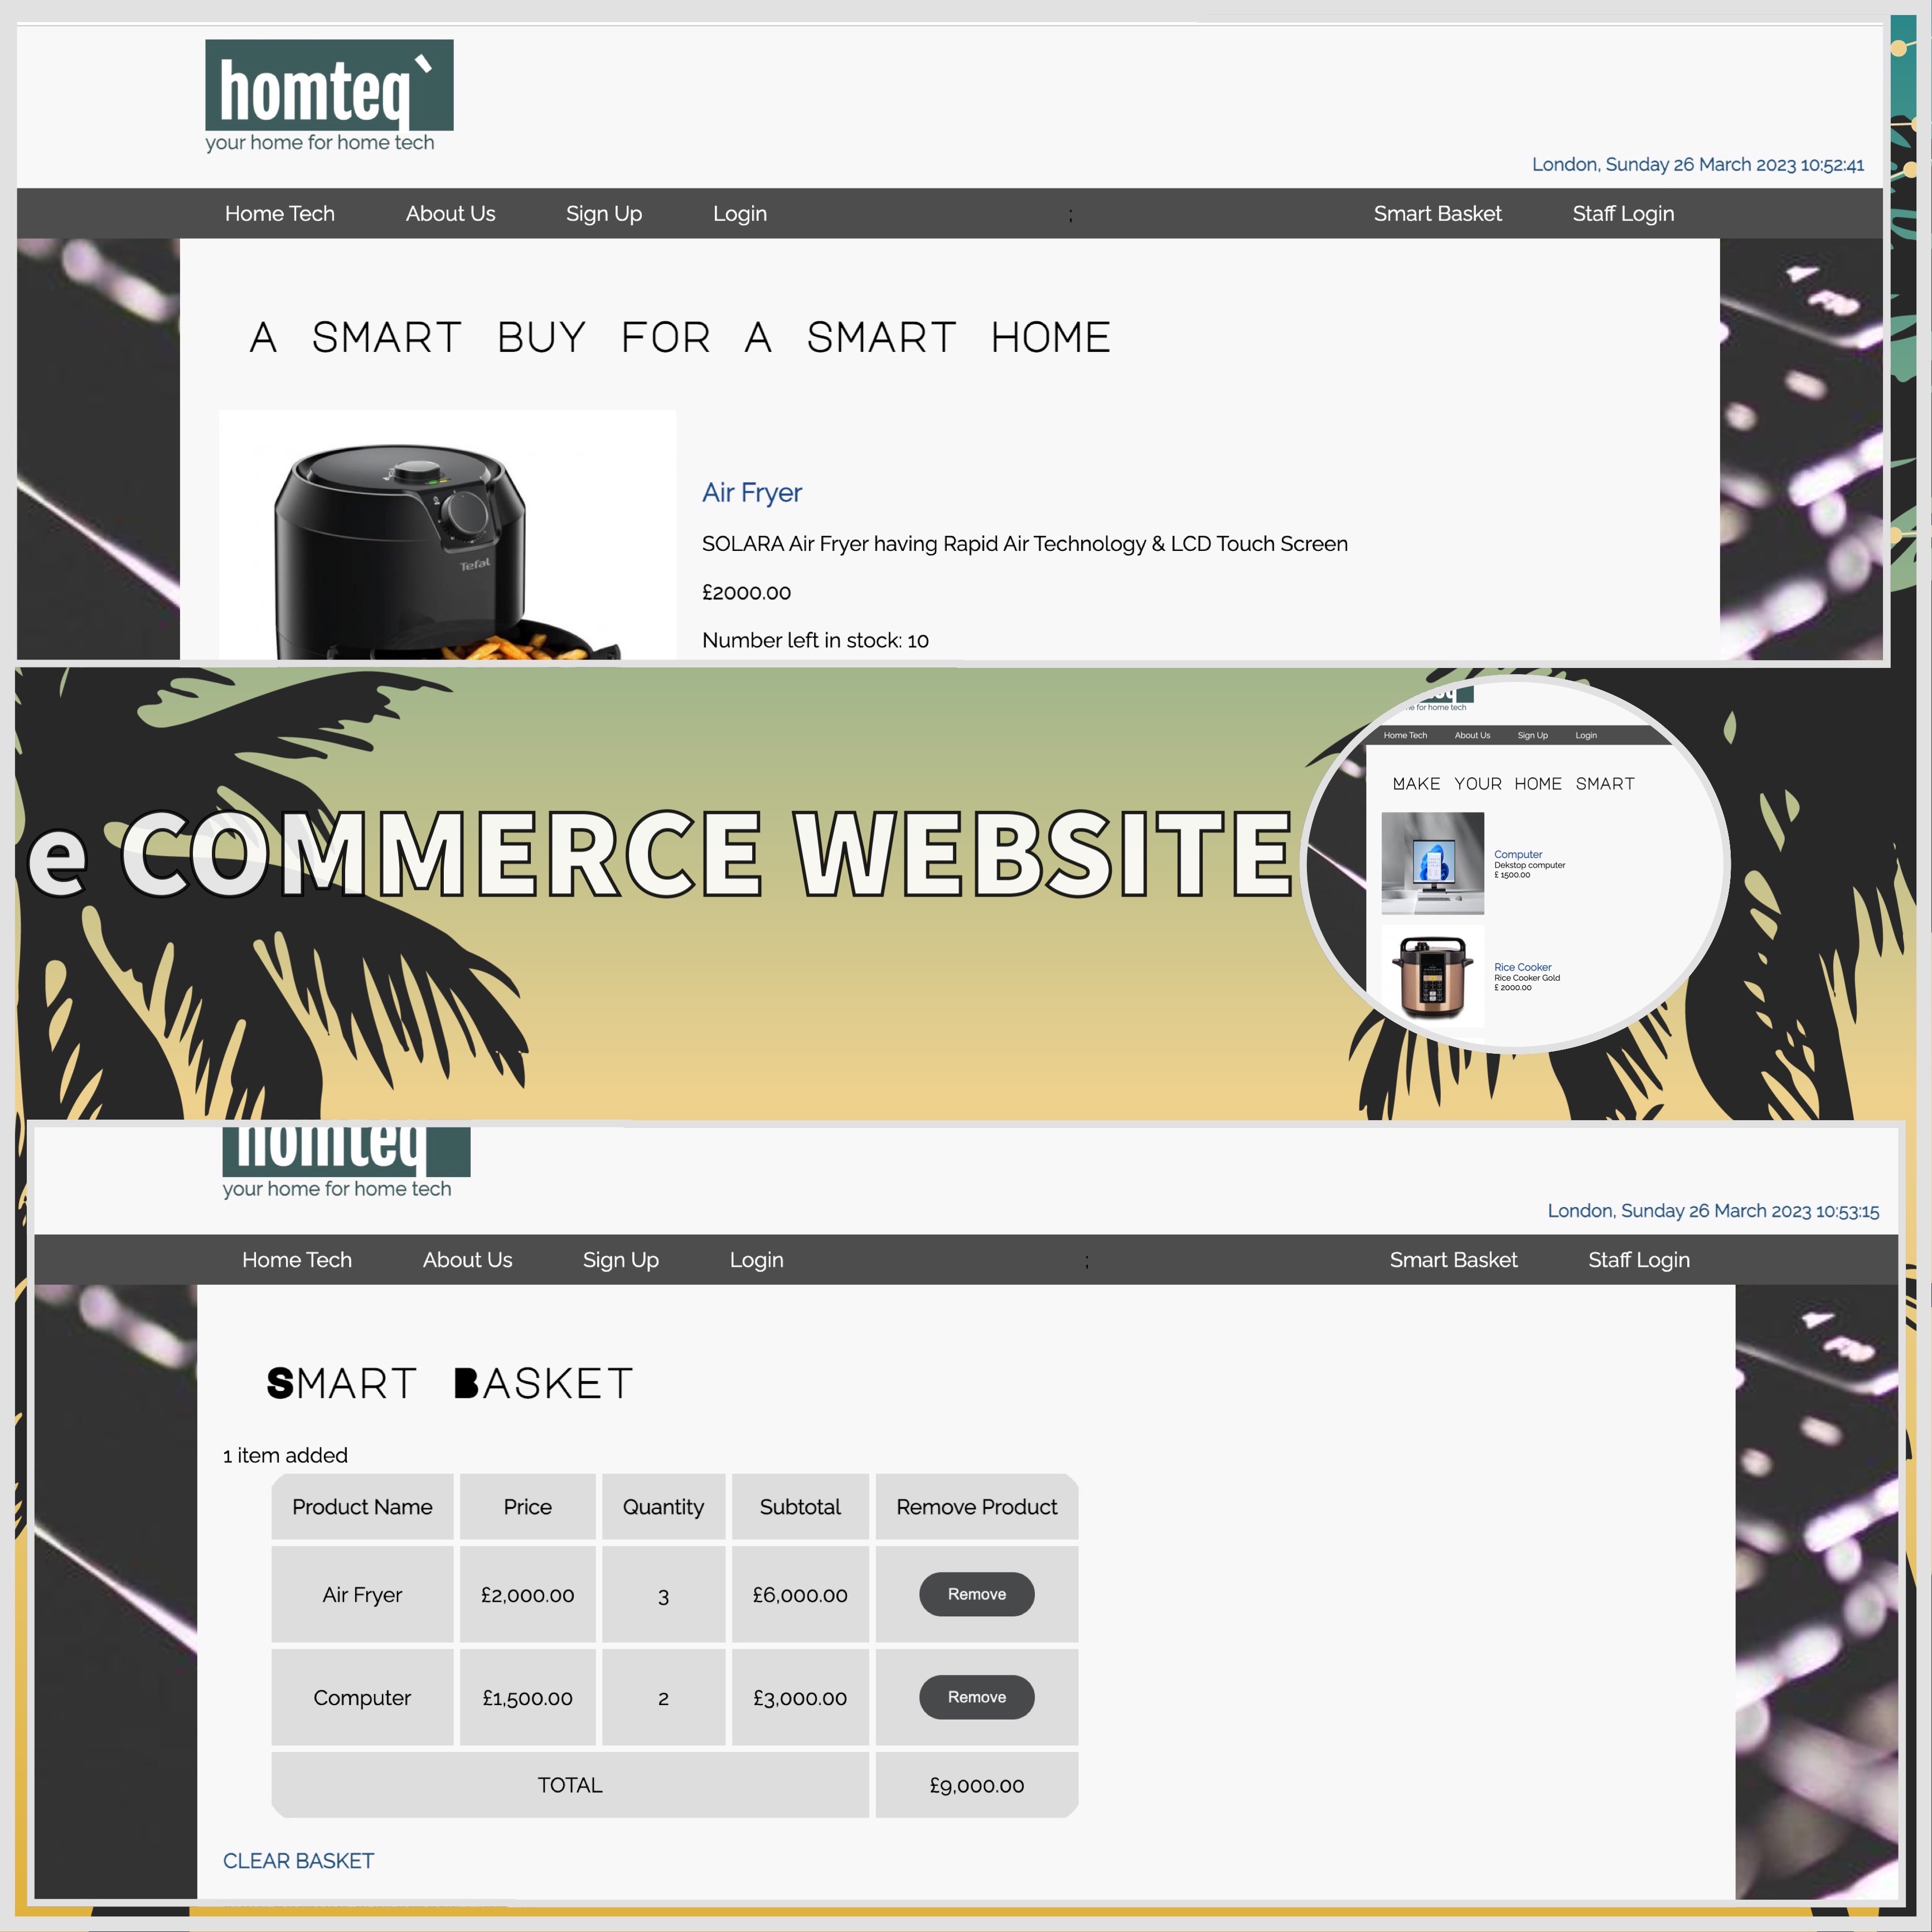 homteq`
your home for home tech
London, Sunday 26 March 2023 10:52:41
Home Tech About Us Sign Up Login ; Smart Basket Staff Login
A SMART BUY FOR A SMART HOME
Tefal
Air Fryer
SOLARA Air Fryer having Rapid Air Technology & LCD Touch Screen
£2000.00
Number left in stock: 10
e COMMERCE WEBSITE
for home tech
Home Tech About Us Sign Up Login
MAKE YOUR HOME SMART
Computer
Dekstop computer
£ 1500.00
Rice Cooker
Rice Cooker Gold
£ 2000.00
homteq
your home for home tech
London, Sunday 26 March 2023 10:53:15
Home Tech About Us Sign Up Login ; Smart Basket Staff Login
SMART BASKET
1 item added
Product Name Price Quantity Subtotal Remove Product
Air Fryer £2,000.00 3 £6,000.00 Remove
Computer £1,500.00 2 £3,000.00 Remove
TOTAL £9,000.00
CLEAR BASKET